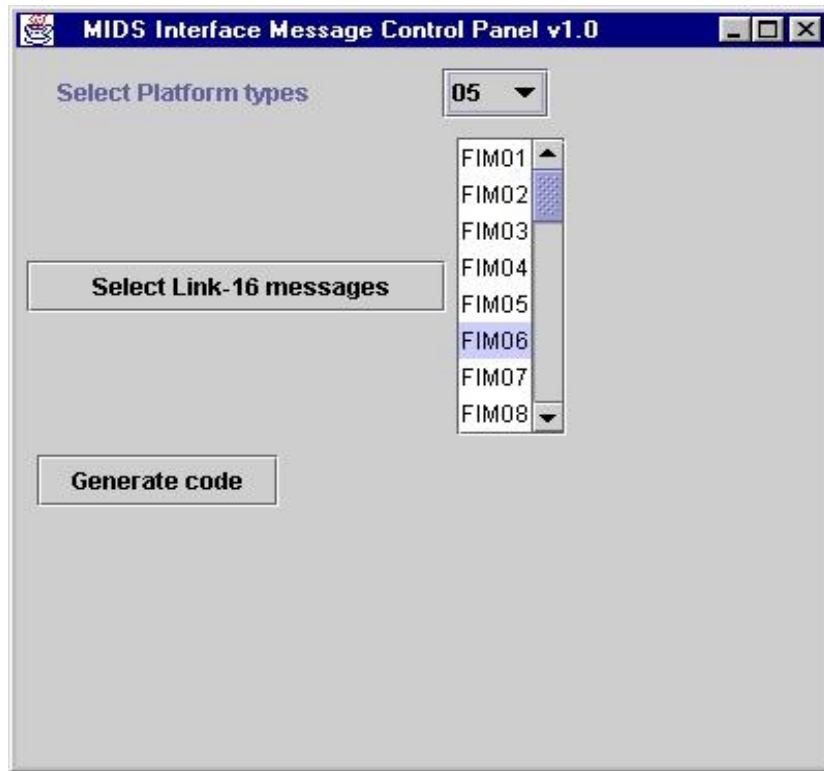 MIDS Interface Message Control Panel v1.0
Select Platform types
05
FIM01
FIM02
FIM03
FIM04
Select Link-16 messages
FIM05
FIM06
FIM07
FIM08
Generate code